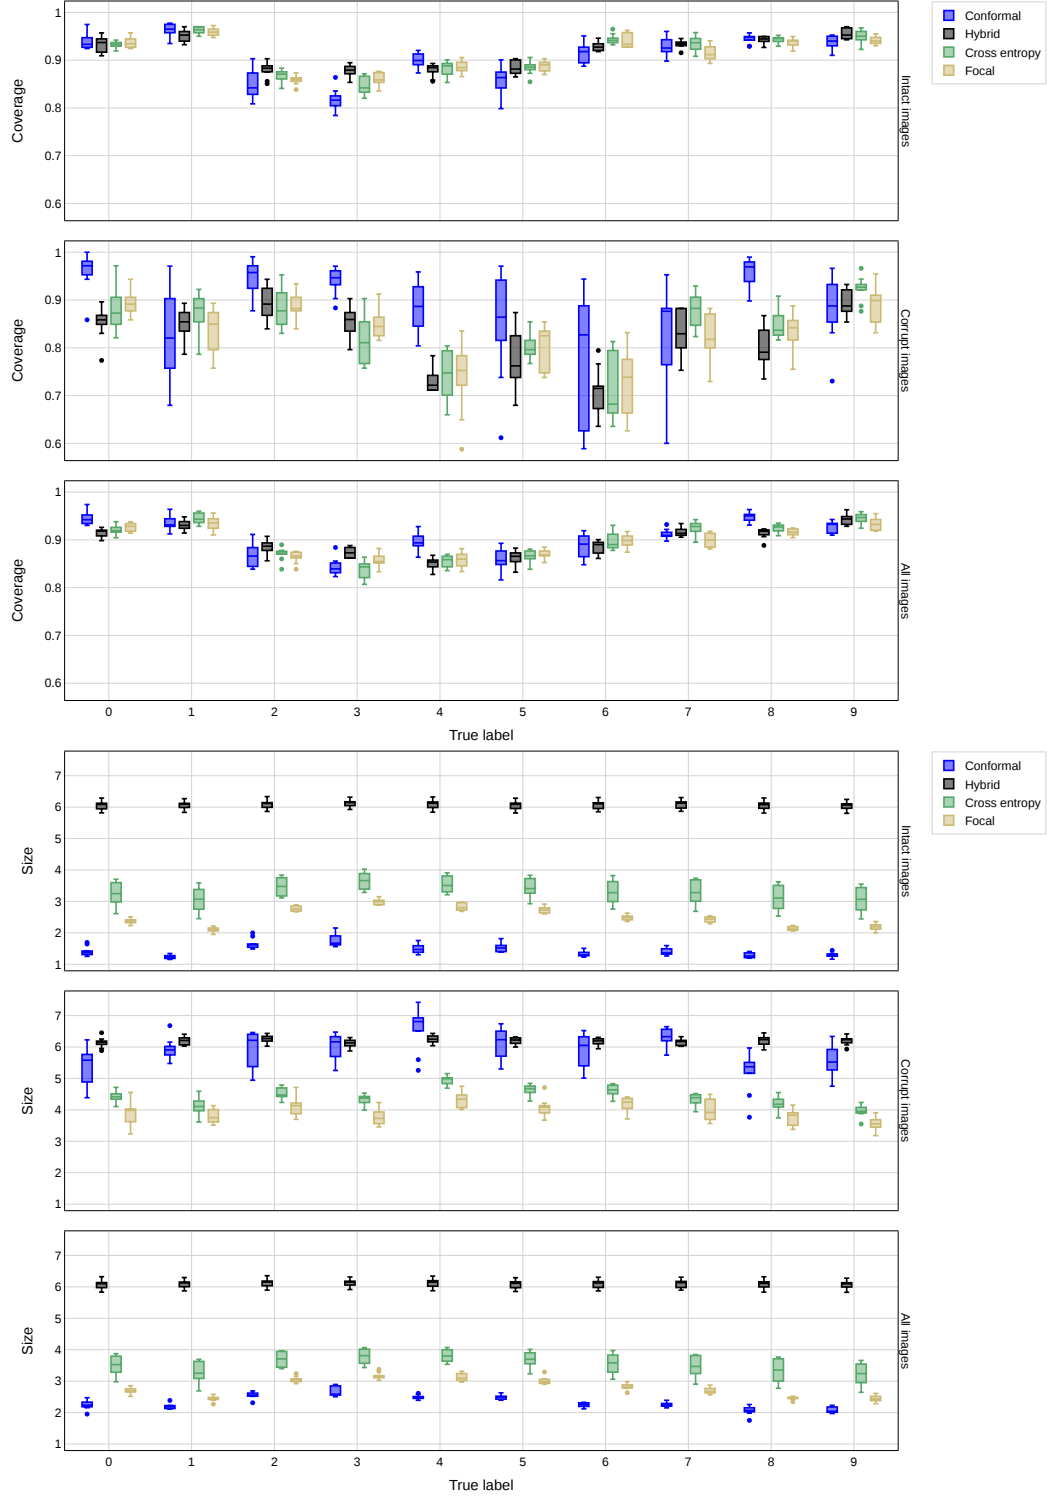 1
0.9
0.8
0.7
0.6
Coverage
Intact images
Conformal
Hybrid
Cross entropy
Focal
1
0.9
0.8
0.7
0.6
Coverage
Corrupt images
1
0.9
0.8
0.7
0.6
Coverage
All images
0 1 2 3 4 5 6 7 8 9
True label
7
6
5
4
3
2
1
Size
Intact images
Conformal
Hybrid
Cross entropy
Focal
7
6
5
4
3
2
1
Size
Corrupt images
7
6
5
4
3
2
1
Size
All images
0 1 2 3 4 5 6 7 8 9
True label